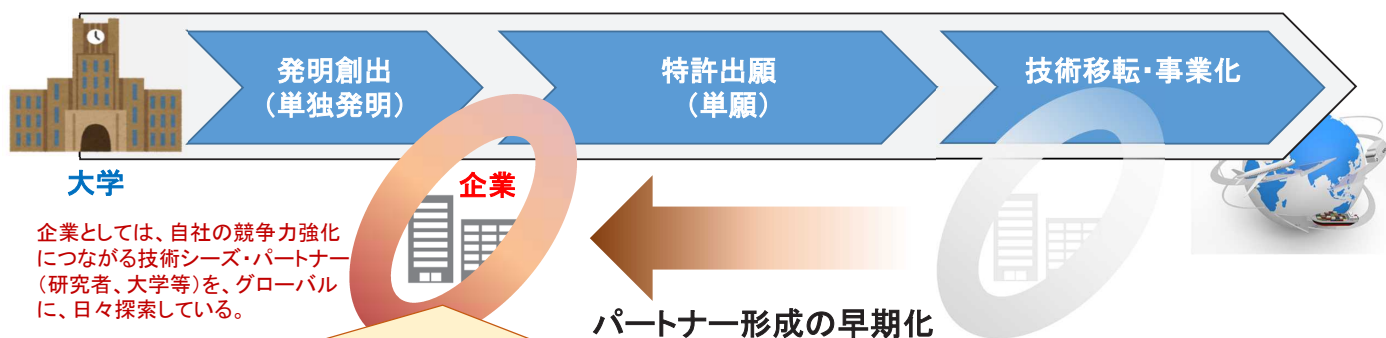 発明創出
(単独発明)
特許出願
(単願)
技術移転・事業化
大学
企業
企業としては、自社の競争力強化
につながる技術シーズ・パートナー
(研究者、大学等)を、グローバル
に、日々探索している。
パートナー形成の早期化